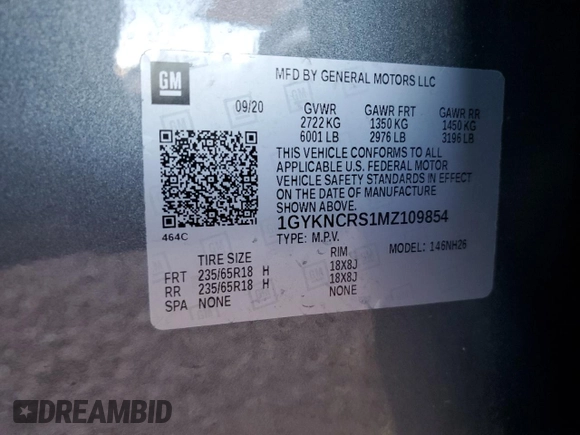 GM
MFD BY GENERAL MOTORS LLC
09/20 GVWR GAWR FRT GAWR RR
2722 KG 1350 KG 1450 KG
6001 LB 2976 LB 3196 LB
THIS VEHICLE CONFORMS TO ALL
APPLICABLE U.S. FEDERAL MOTOR
VEHICLE SAFETY STANDARDS IN EFFECT
ON THE DATE OF MANUFACTURE
SHOWN ABOVE.
1GYKNCRS1MZ109854
464C TYPE: M.P.V. MODEL: 146NH26
TIRE SIZE RIM
FRT 235/65R18 H 18X8J
RR 235/65R18 H 18X8J
SPA NONE NONE
DREAMBID
DREAMBID.COM